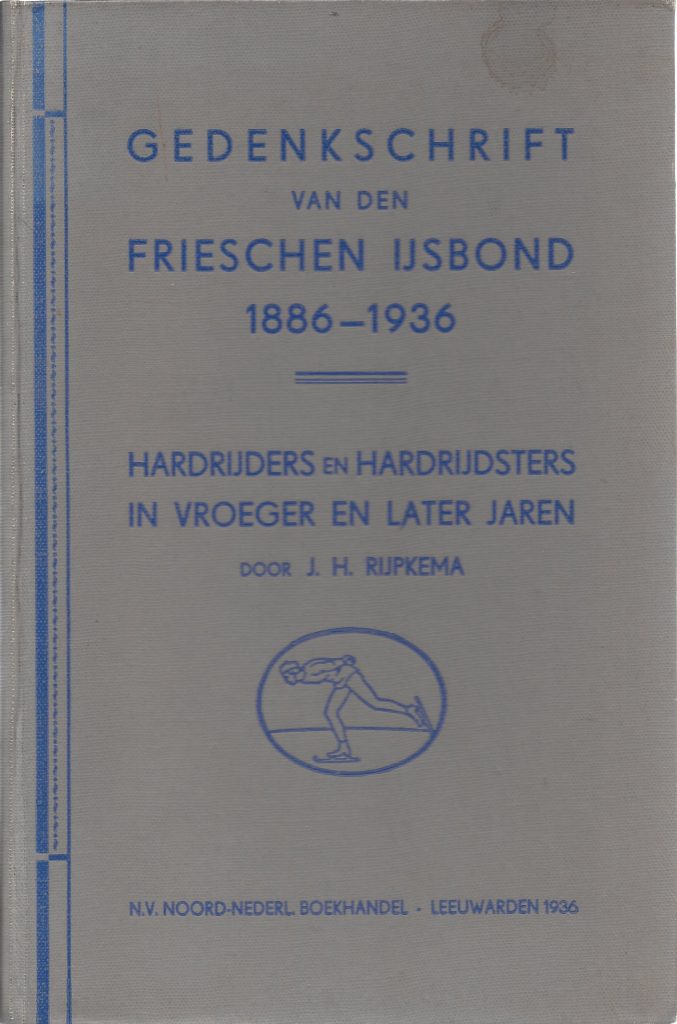 GEDENKSCHRIFT
VAN DEN
FRIESCHEN IJSBOND
1886–1936
HARDRIJDERS EN HARDRIJDSTERS
IN VROEGER EN LATER JAREN
DOOR J. H. RIJPKEMA
N.V. NOORD-NEDERL. BOEKHANDEL - LEEUWARDEN 1936